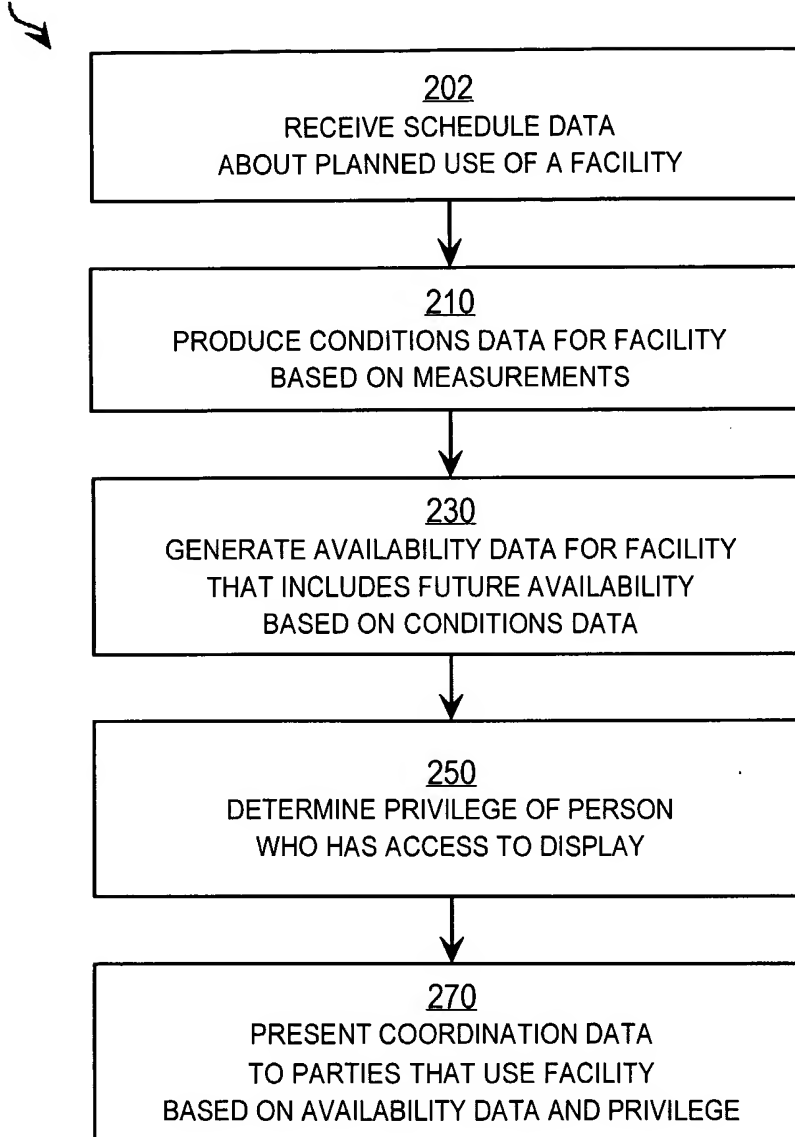 202
RECEIVE SCHEDULE DATA
ABOUT PLANNED USE OF A FACILITY
210
PRODUCE CONDITIONS DATA FOR FACILITY
BASED ON MEASUREMENTS
230
GENERATE AVAILABILITY DATA FOR FACILITY
THAT INCLUDES FUTURE AVAILABILITY
BASED ON CONDITIONS DATA
250
DETERMINE PRIVILEGE OF PERSON
WHO HAS ACCESS TO DISPLAY
270
PRESENT COORDINATION DATA
TO PARTIES THAT USE FACILITY
BASED ON AVAILABILITY DATA AND PRIVILEGE